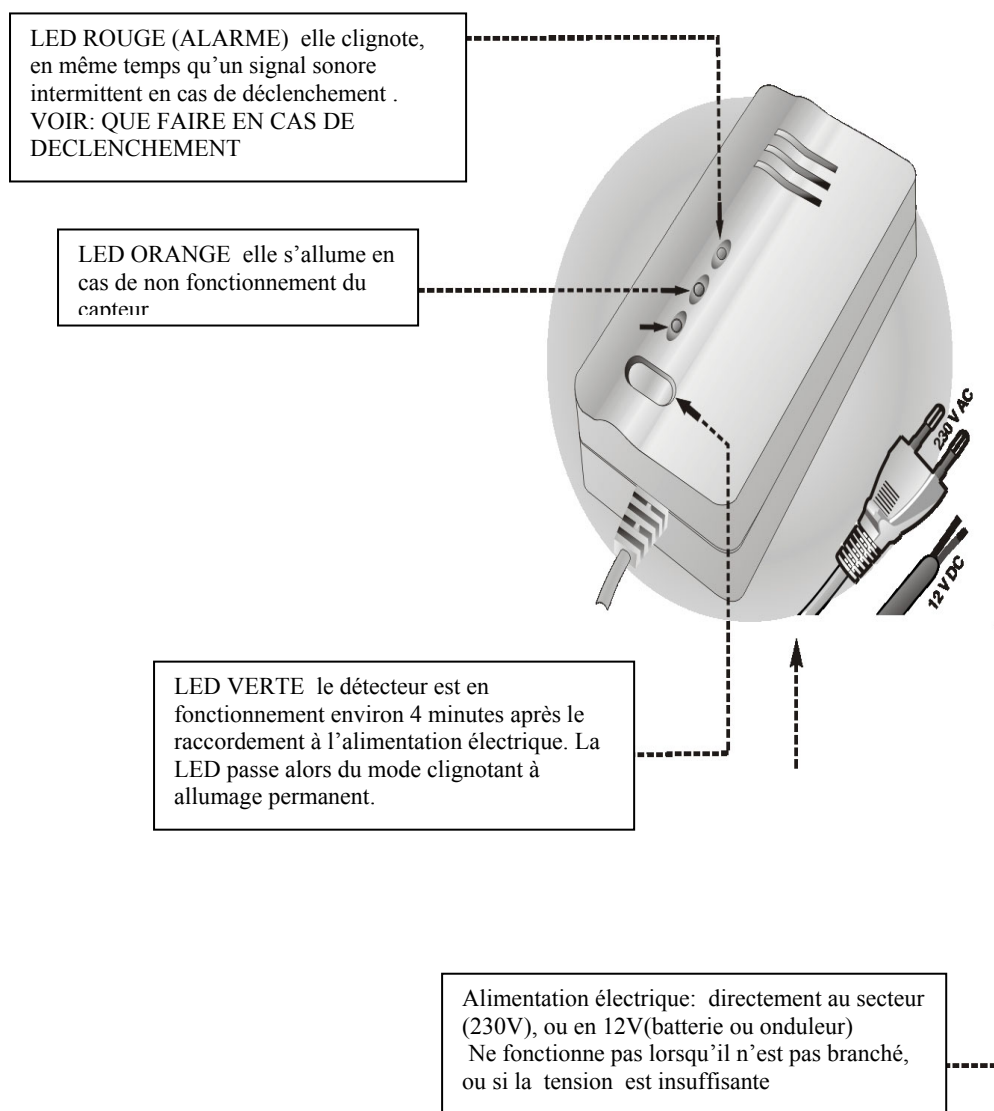 LED ROUGE (ALARME)  elle clignote,
en même temps qu’un signal sonore
intermittent en cas de déclenchement .
VOIR: QUE FAIRE EN CAS DE
DECLENCHEMENT
LED ORANGE  elle s’allume en
cas de non fonctionnement du
capteur
230 V AC
12 V DC
LED VERTE  le détecteur est en
fonctionnement environ 4 minutes après le
raccordement à l’alimentation électrique. La
LED passe alors du mode clignotant à
allumage permanent.
Alimentation électrique:  directement au secteur
(230V), ou en 12V(batterie ou onduleur)
Ne fonctionne pas lorsqu’il n’est pas branché,
ou si la  tension  est insuffisante